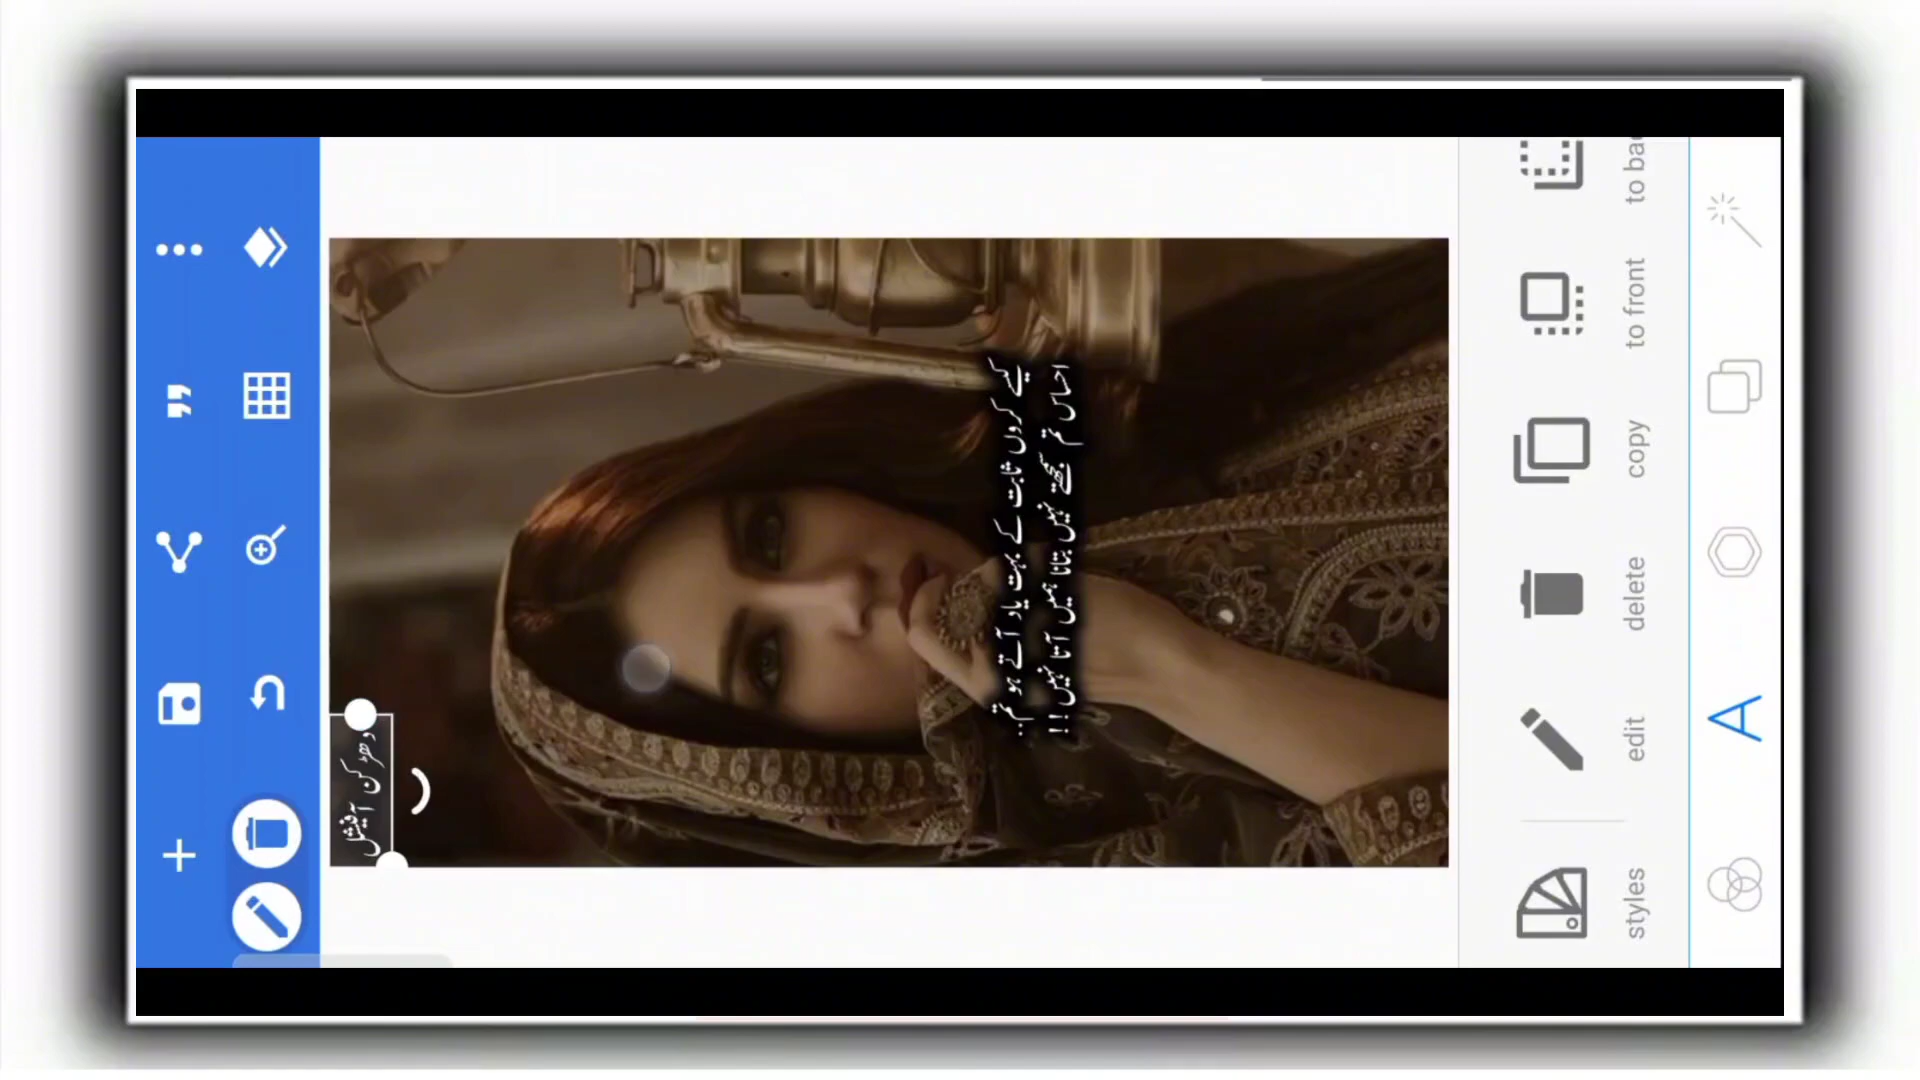 دھڑکن آفیشل
کیسے کروں ثابت کے بہت یاد آتے ہو تم۔۔
احساس تم سمجھتے نہیں بتانا ہمیں آتا نہیں!!
styles
edit
delete
copy
to front
to bac